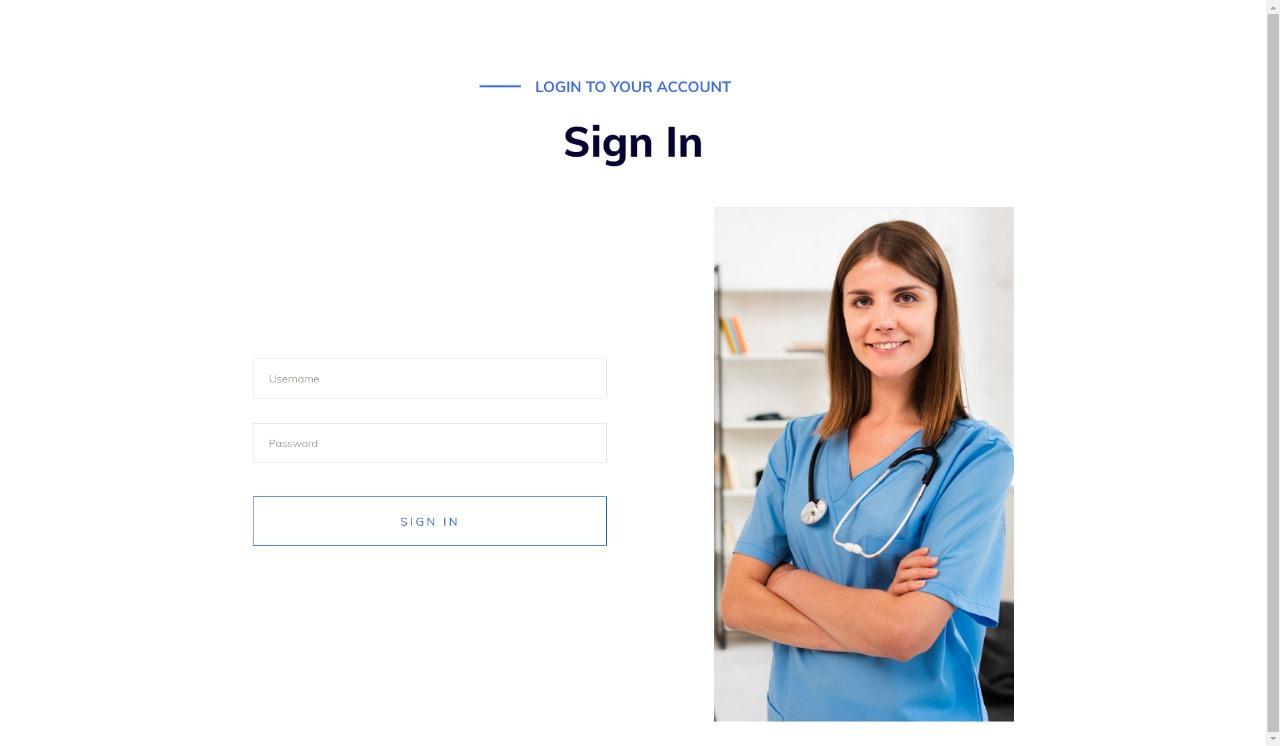 LOGIN TO YOUR ACCOUNT
Sign In
Username
Password
SIGN IN